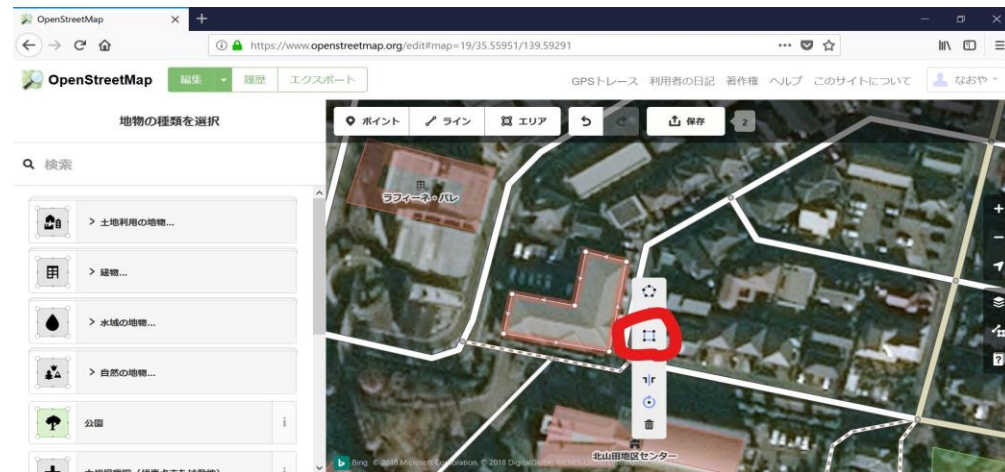 OpenStreetMap
https://www.openstreetmap.org/edit#map=19/35.55951/139.59291
OpenStreetMap
編集
履歴
エクスポート
GPSトレース
利用者の日記
著作権
ヘルプ
このサイトについて
なおや
地物の種類を選択
ポイント
ライン
エリア
保存
2
検索
> 土地利用の地物...
> 建物...
> 水域の地物...
> 自然の地物...
公園
ラフィーネ・パレ
北山田地区センター
Bing © 2018 Microsoft Corporation, © 2018 DigitalGlobe